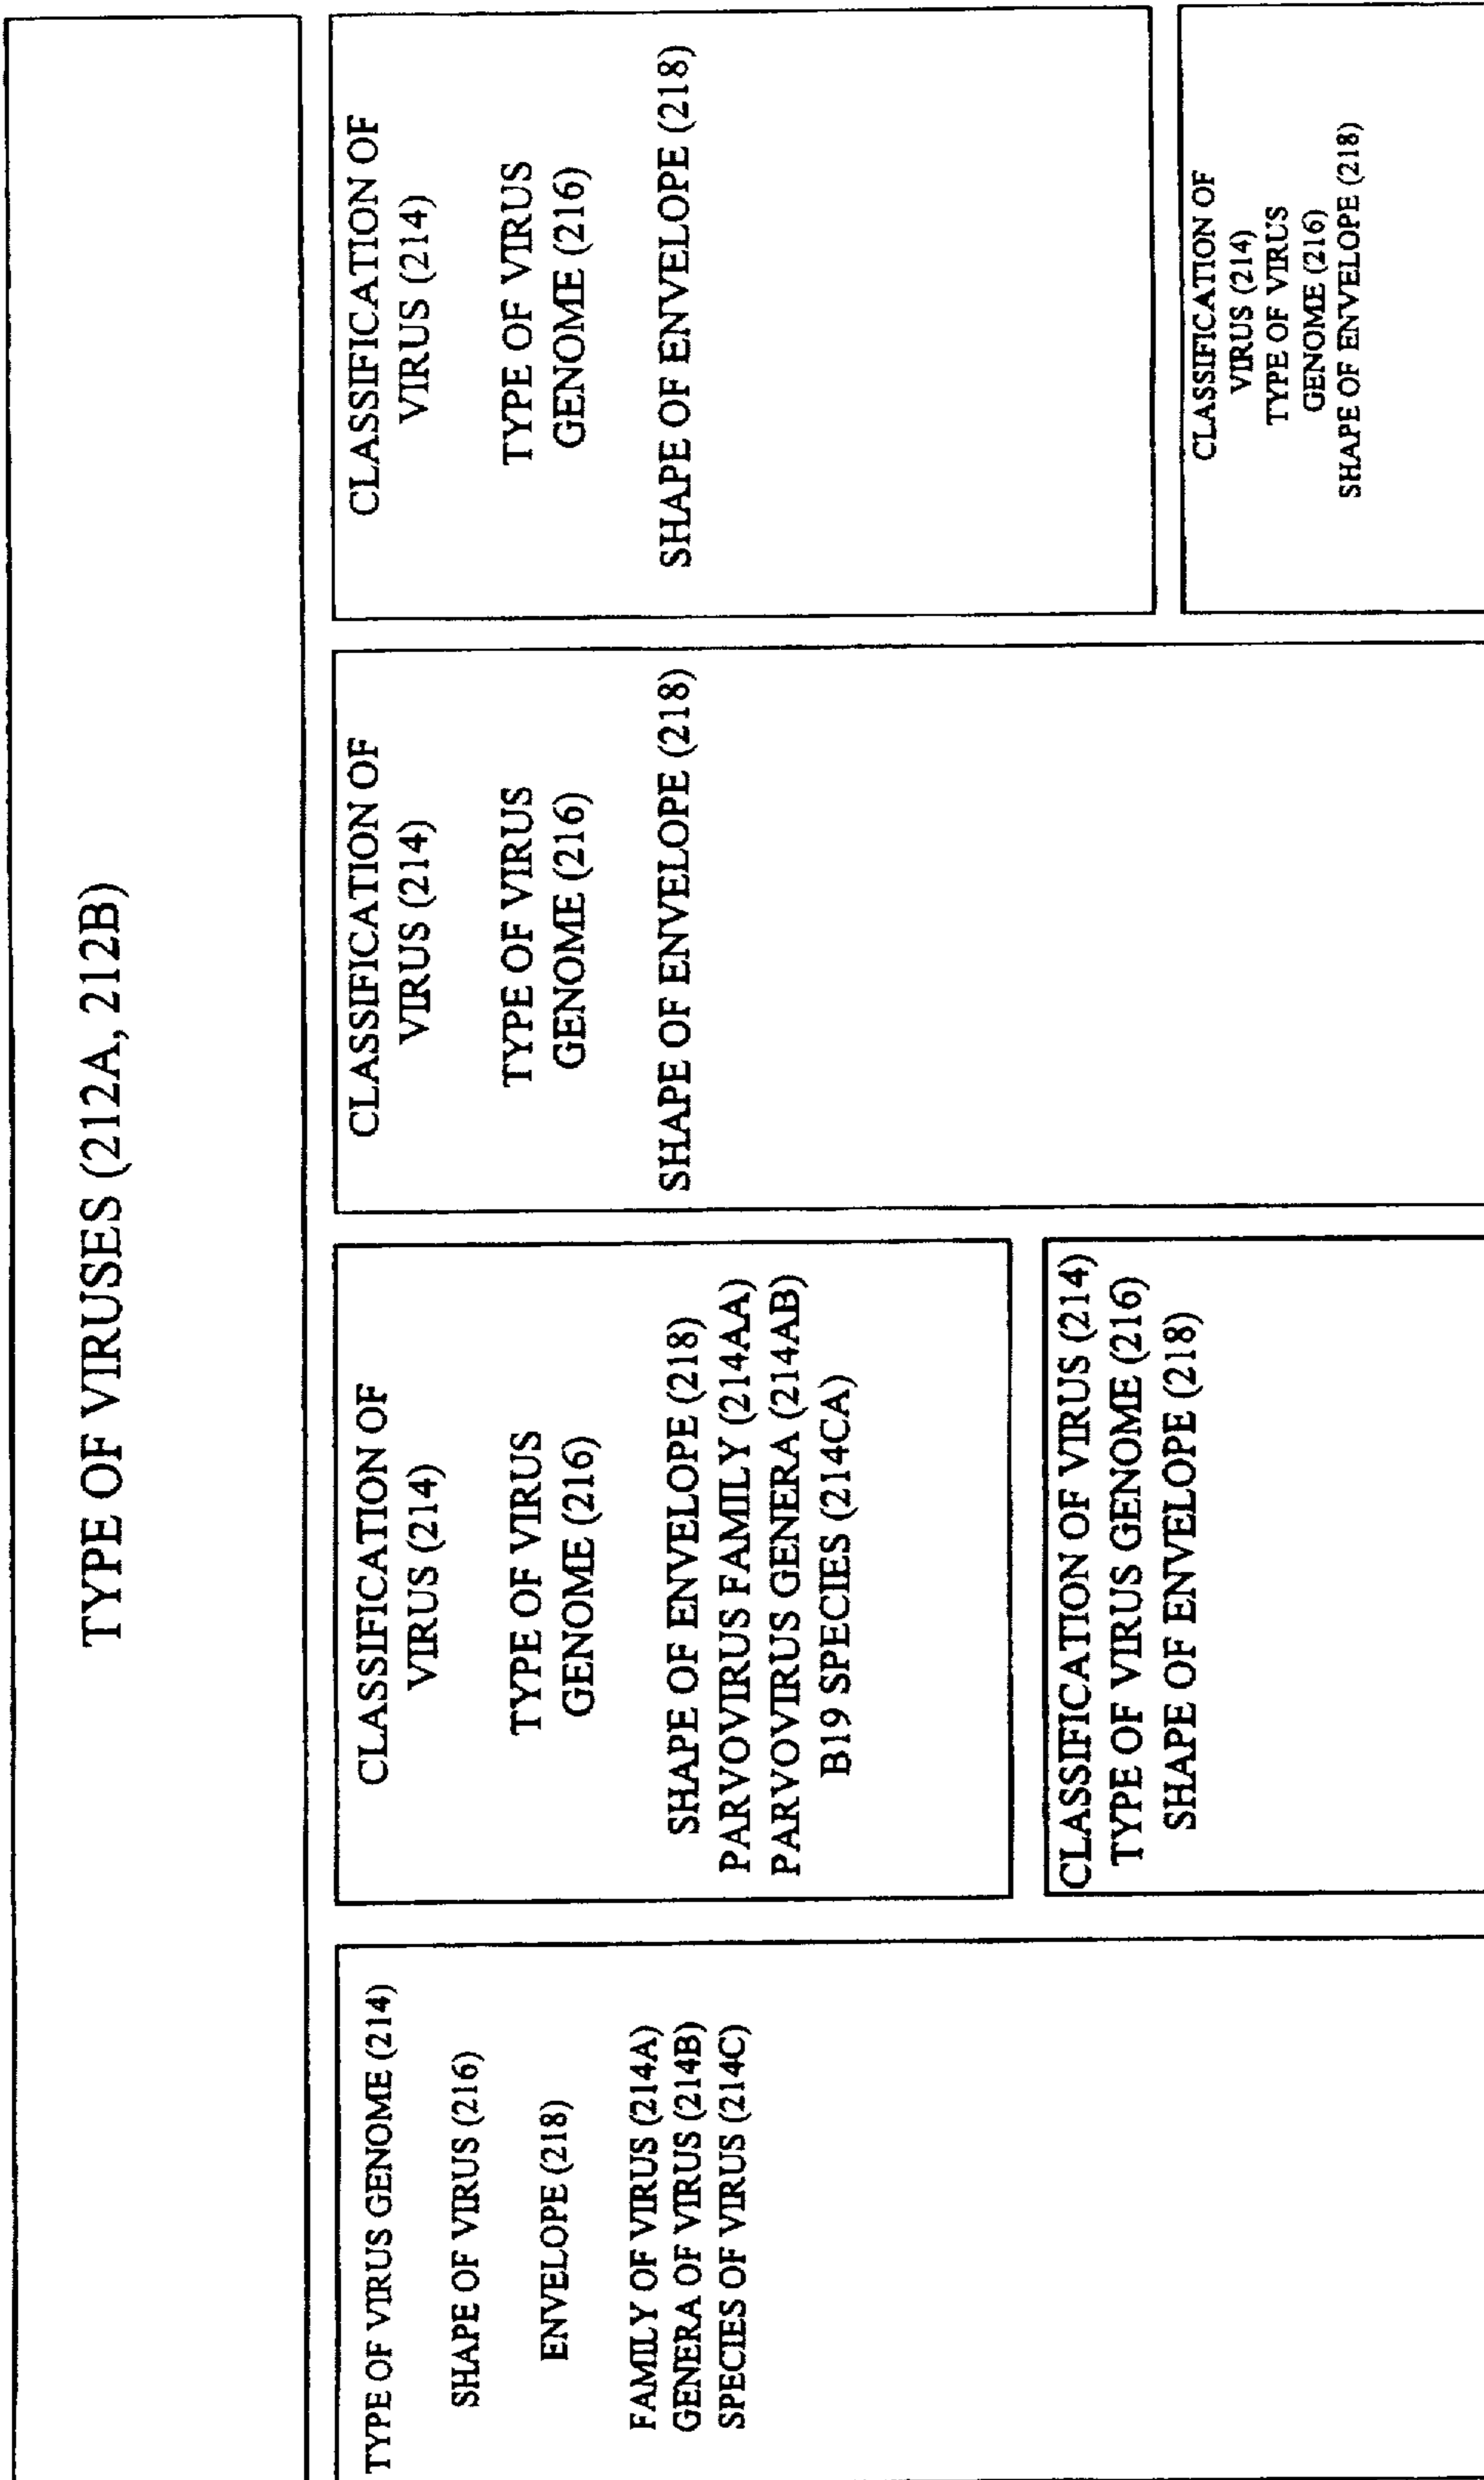 TYPE OF VIRUSES (212A, 212B)
TYPE OF VIRUS GENOME (214)
SHAPE OF VIRUS (216)
ENVELOPE (218)
FAMILY OF VIRUS (214A)
GENERA OF VIRUS (214B)
SPECIES OF VIRUS (214C)
CLASSIFICATION OF
VIRUS (214)
TYPE OF VIRUS
GENOME (216)
SHAPE OF ENVELOPE (218)
PARVOVIRUS FAMILY (214AA)
PARVOVIRUS GENERA (214AB)
B19 SPECIES (214CA)
CLASSIFICATION OF VIRUS (214)
TYPE OF VIRUS GENOME (216)
SHAPE OF ENVELOPE (218)
CLASSIFICATION OF
VIRUS (214)
TYPE OF VIRUS
GENOME (216)
SHAPE OF ENVELOPE (218)
CLASSIFICATION OF
VIRUS (214)
TYPE OF VIRUS
GENOME (216)
SHAPE OF ENVELOPE (218)
CLASSIFICATION OF
VIRUS (214)
TYPE OF VIRUS
GENOME (216)
SHAPE OF ENVELOPE (218)